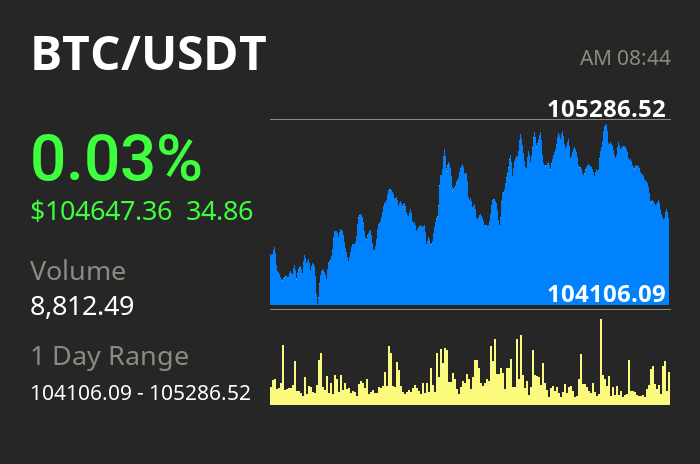 BTC/USDT
AM 08:44
105286.52
0.03%
$104647.36 34.86
Volume
8,812.49
104106.09
1 Day Range
104106.09 - 105286.52